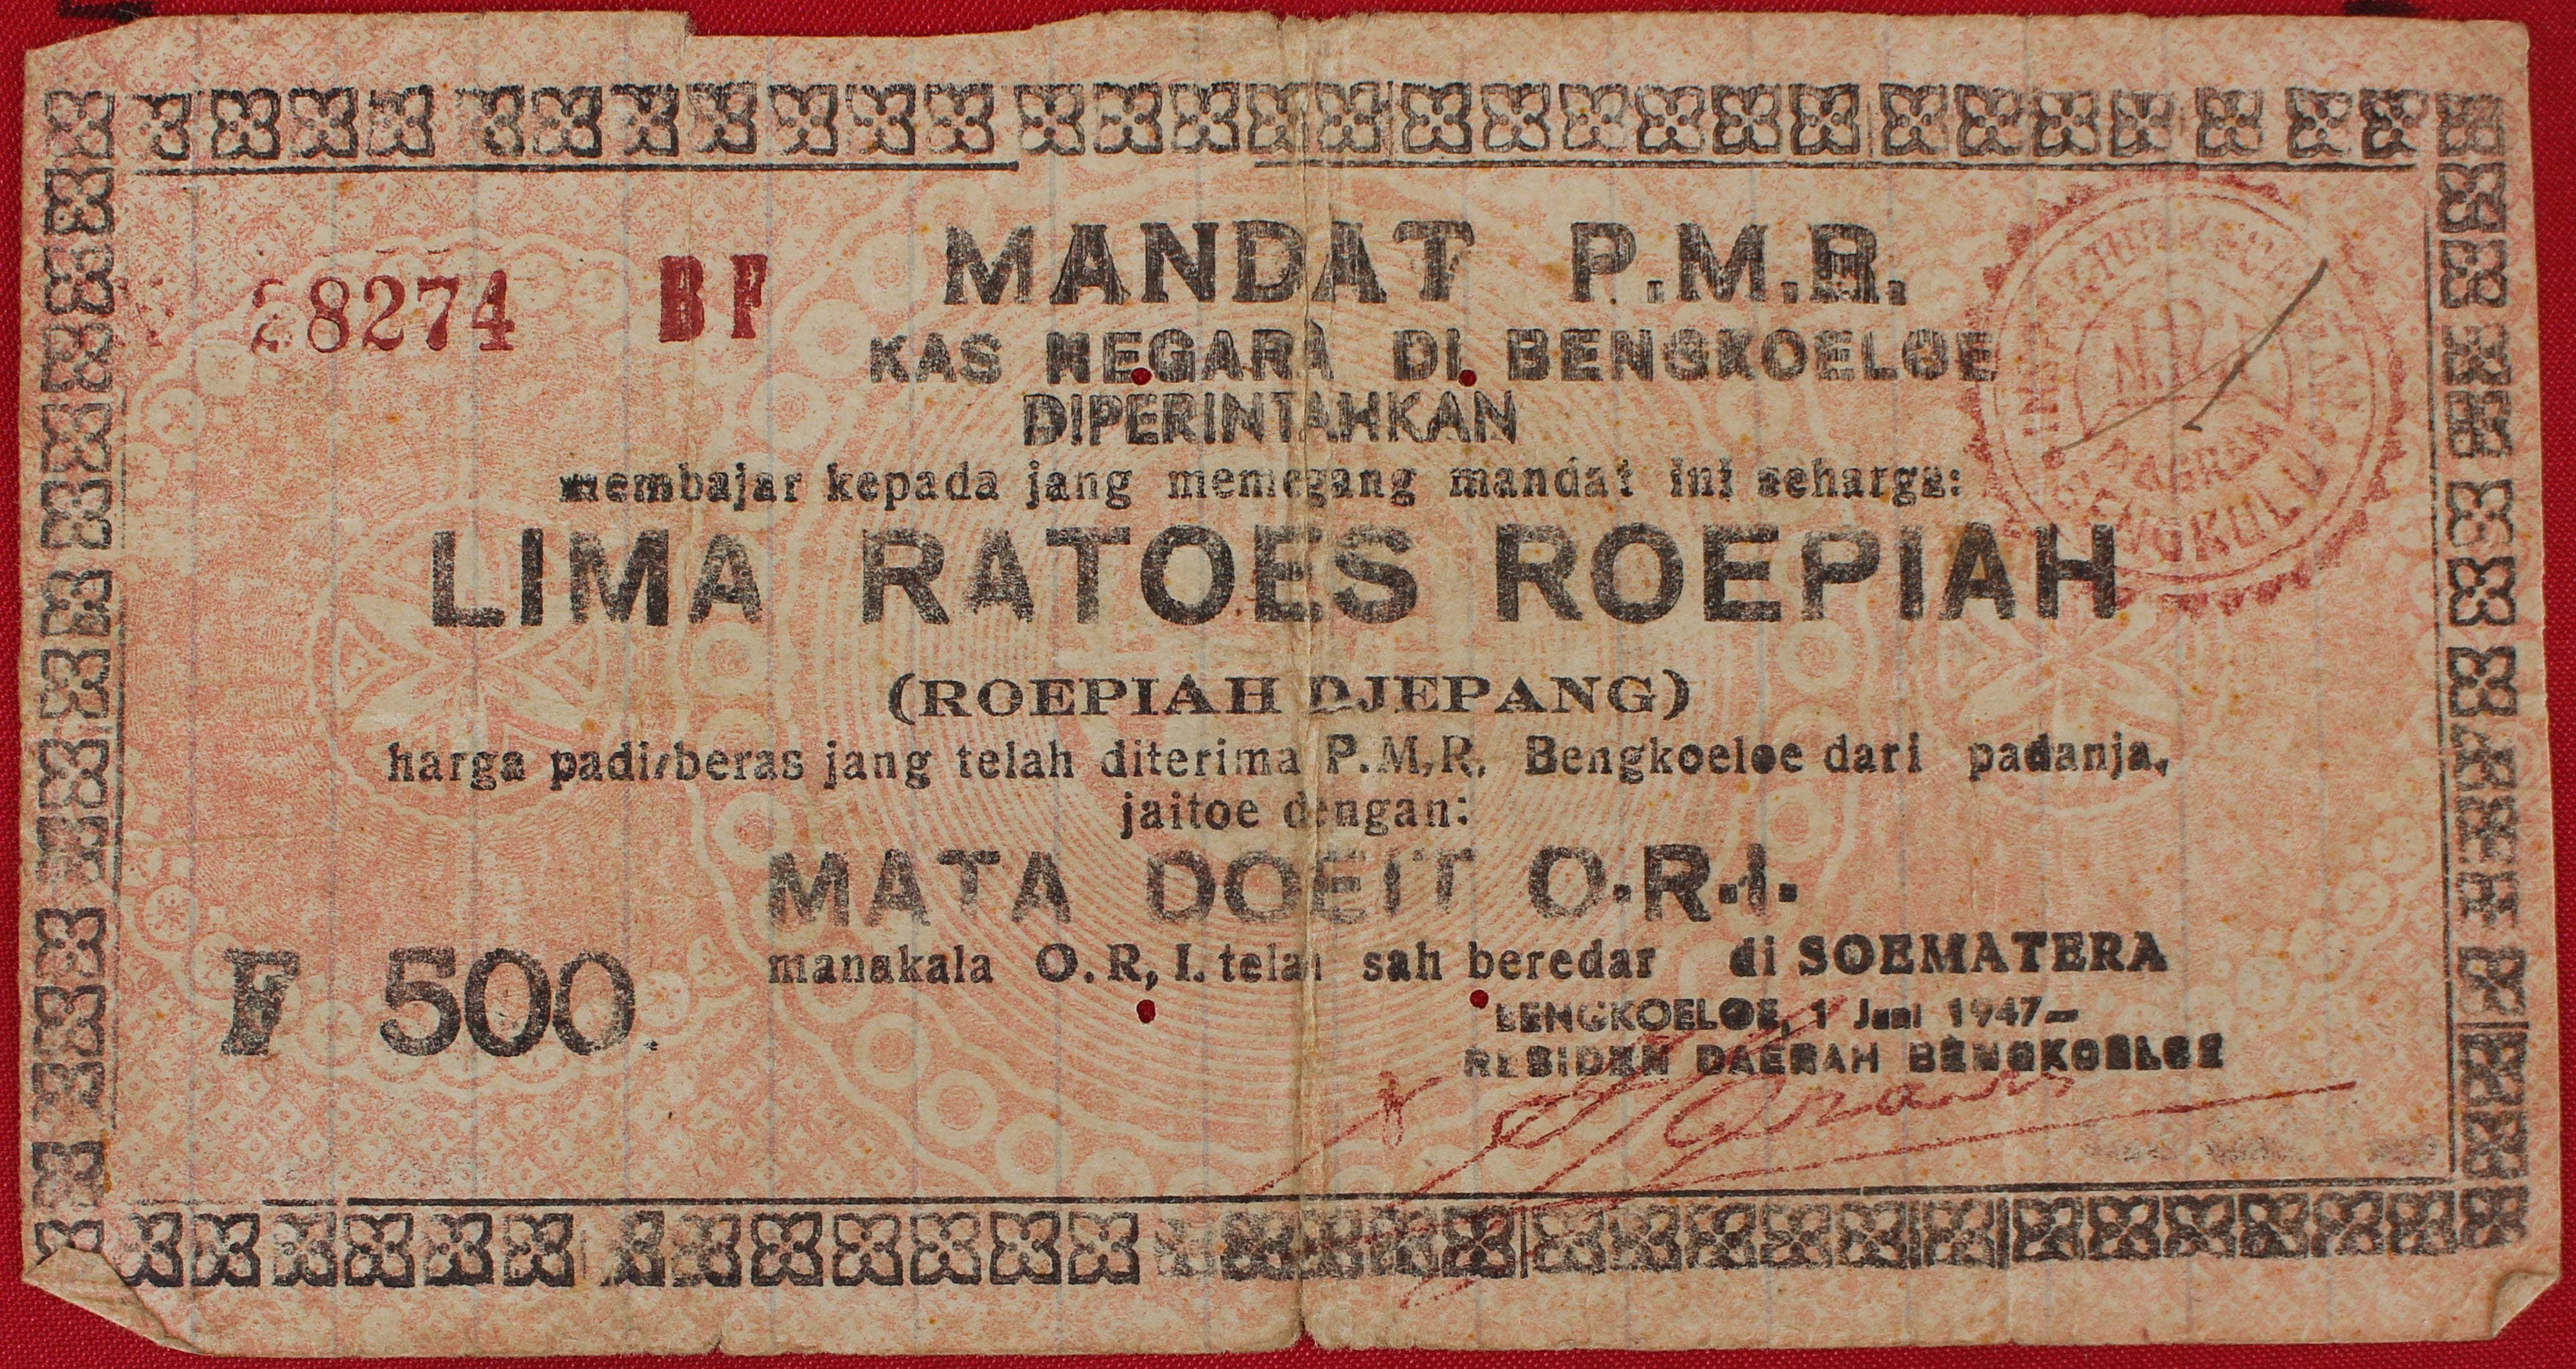 8274 BF
MANDAT P.M.R.
KAS NEGARA DI BENGKOELOE
DIPERINTAHKAN
membajar kepada jang memegang mandat ini seharga:
LIMA RATOES ROEPIAH
(ROEPIAH DJEPANG)
harga padi/beras jang telah diterima P.M.R. Bengkoeloe dari padanja,
jaitoe dengan:
MATA DOEIT O.R.I.
manakala O.R,I. telah sah beredar di SOEMATERA
F 500.
BENGKOELOE, 1 Juni 1947—
RESIDEN DAERAH BENGKOELOE
DAERAH
BENGKULU